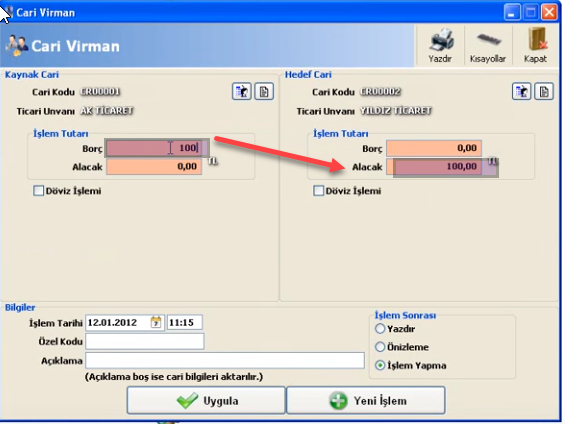 Cari Virman
Cari Virman
Yazdır Kısayollar Kapat
Kaynak Cari
Cari Kodu CR00001
Ticari Unvanı AK TİCARET
İşlem Tutarı
Borç 100
TL
Alacak 0,00
Döviz İşlemi
Hedef Cari
Cari Kodu CR00002
Ticari Unvanı YILDIZ TİCARET
İşlem Tutarı
Borç 0,00
TL
Alacak 100,00
Döviz İşlemi
Bilgiler
İşlem Tarihi 12.01.2012 11:15
Özel Kodu
Açıklama
(Açıklama boş ise cari bilgileri aktarılır.)
İşlem Sonrası
Yazdır
Önizleme
İşlem Yapma
Uygula Yeni İşlem